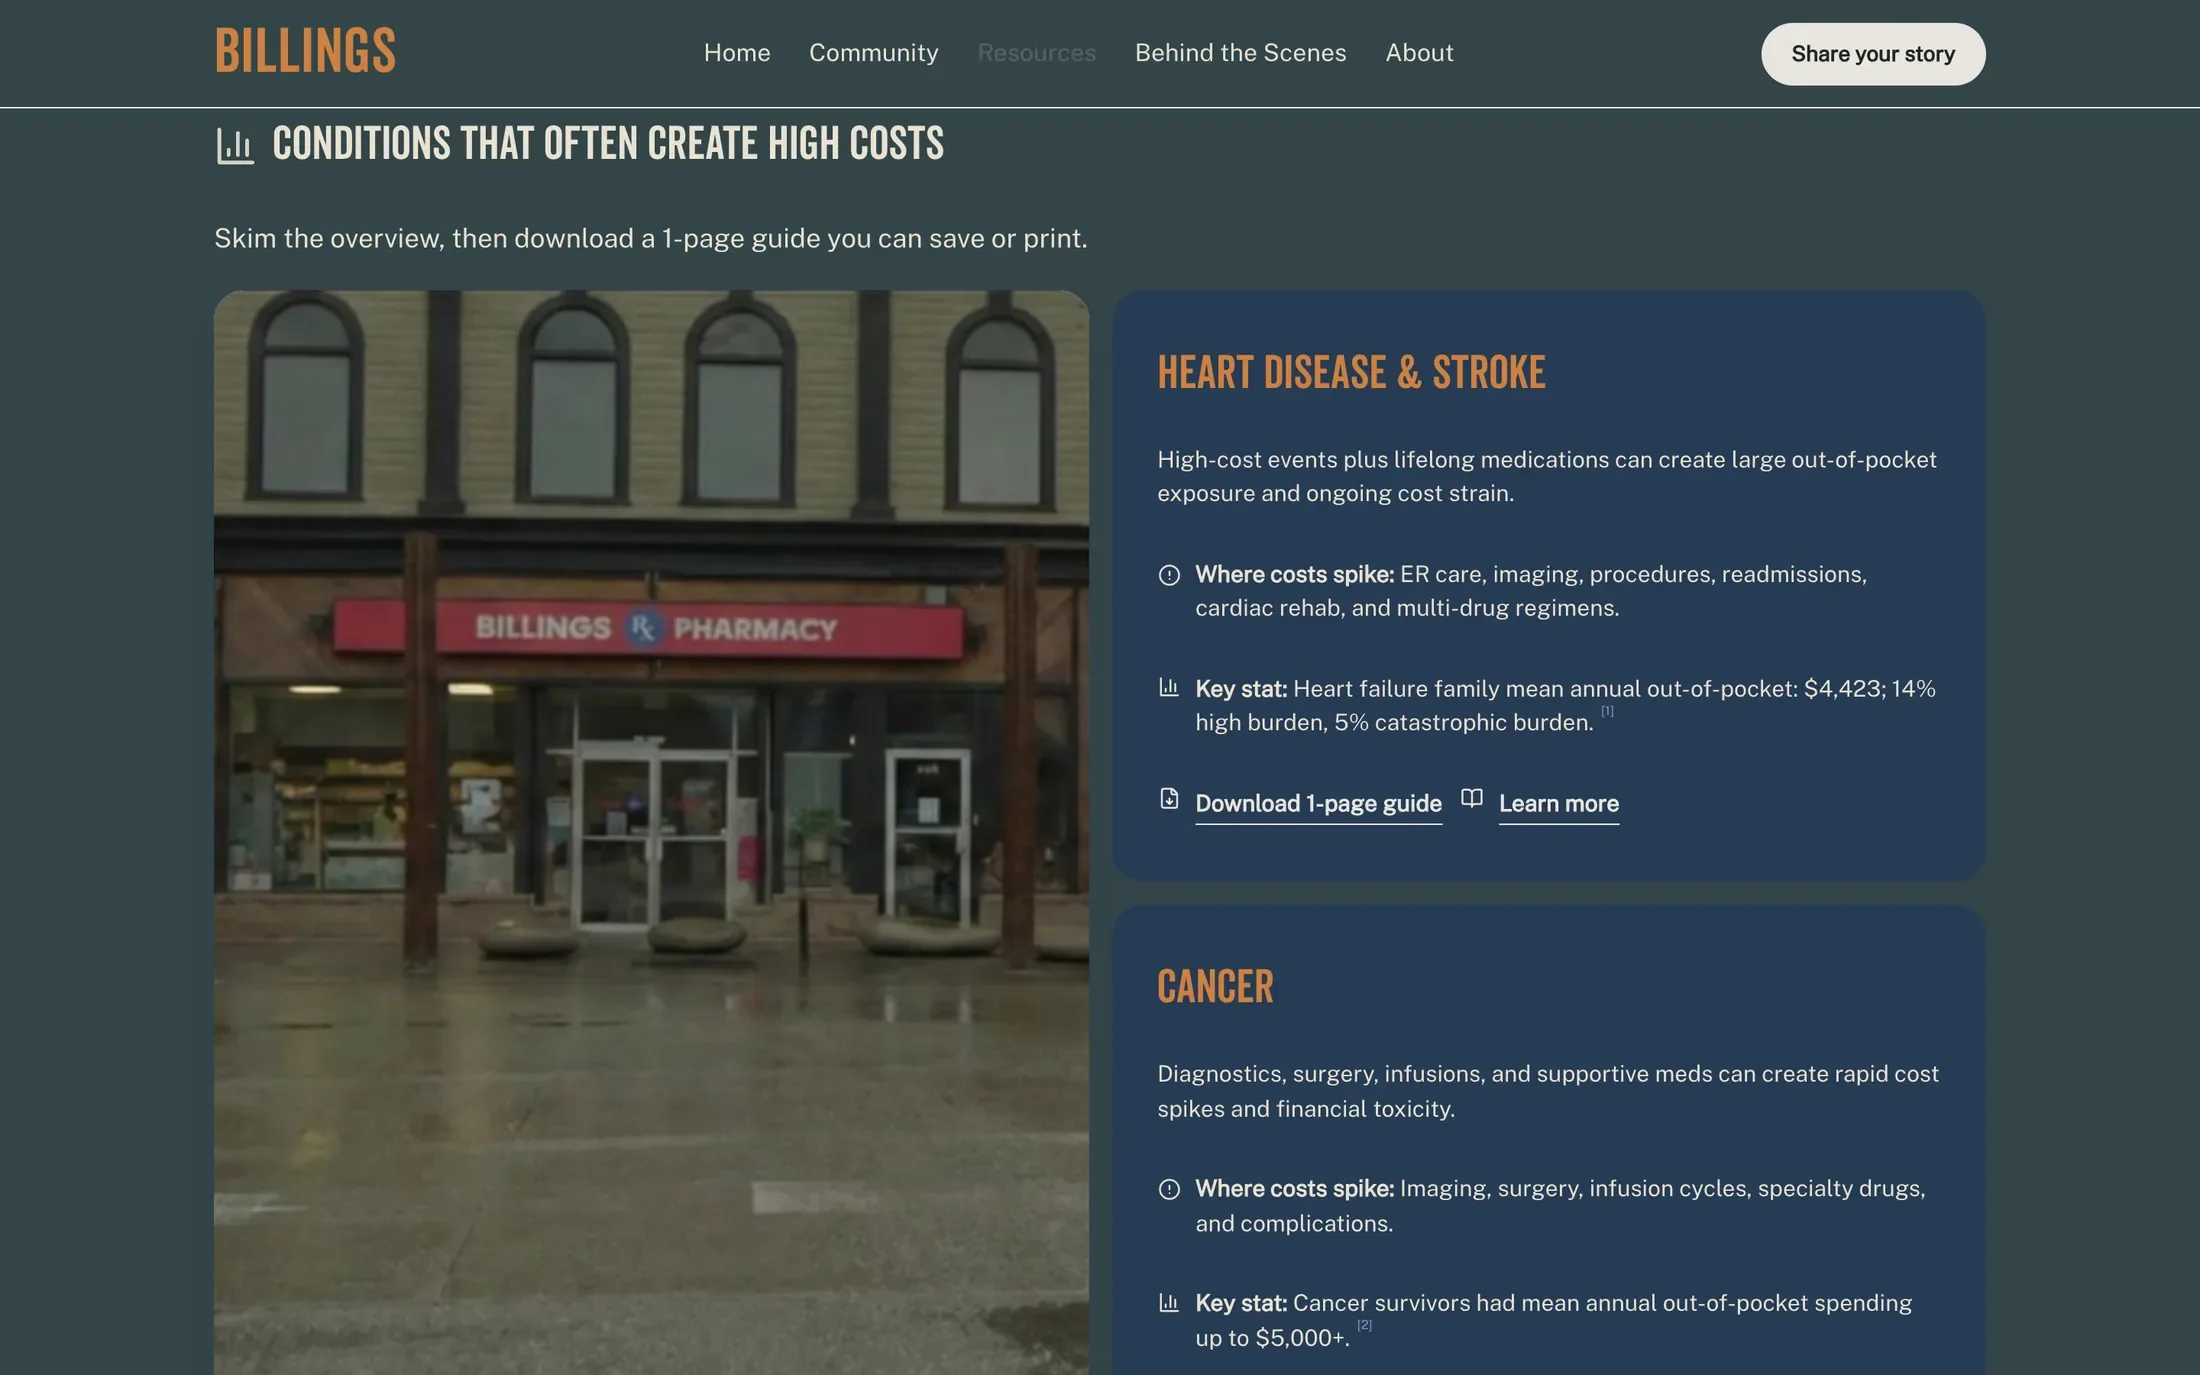 BILLINGS
Home Community Resources Behind the Scenes About
Share your story
CONDITIONS THAT OFTEN CREATE HIGH COSTS
Skim the overview, then download a 1-page guide you can save or print.
BILLINGS Rx PHARMACY
HEART DISEASE & STROKE
High-cost events plus lifelong medications can create large out-of-pocket
exposure and ongoing cost strain.
Where costs spike: ER care, imaging, procedures, readmissions,
cardiac rehab, and multi-drug regimens.
Key stat: Heart failure family mean annual out-of-pocket: $4,423; 14%
high burden, 5% catastrophic burden. [1]
Download 1-page guide Learn more
CANCER
Diagnostics, surgery, infusions, and supportive meds can create rapid cost
spikes and financial toxicity.
Where costs spike: Imaging, surgery, infusion cycles, specialty drugs,
and complications.
Key stat: Cancer survivors had mean annual out-of-pocket spending
up to $5,000+. [2]